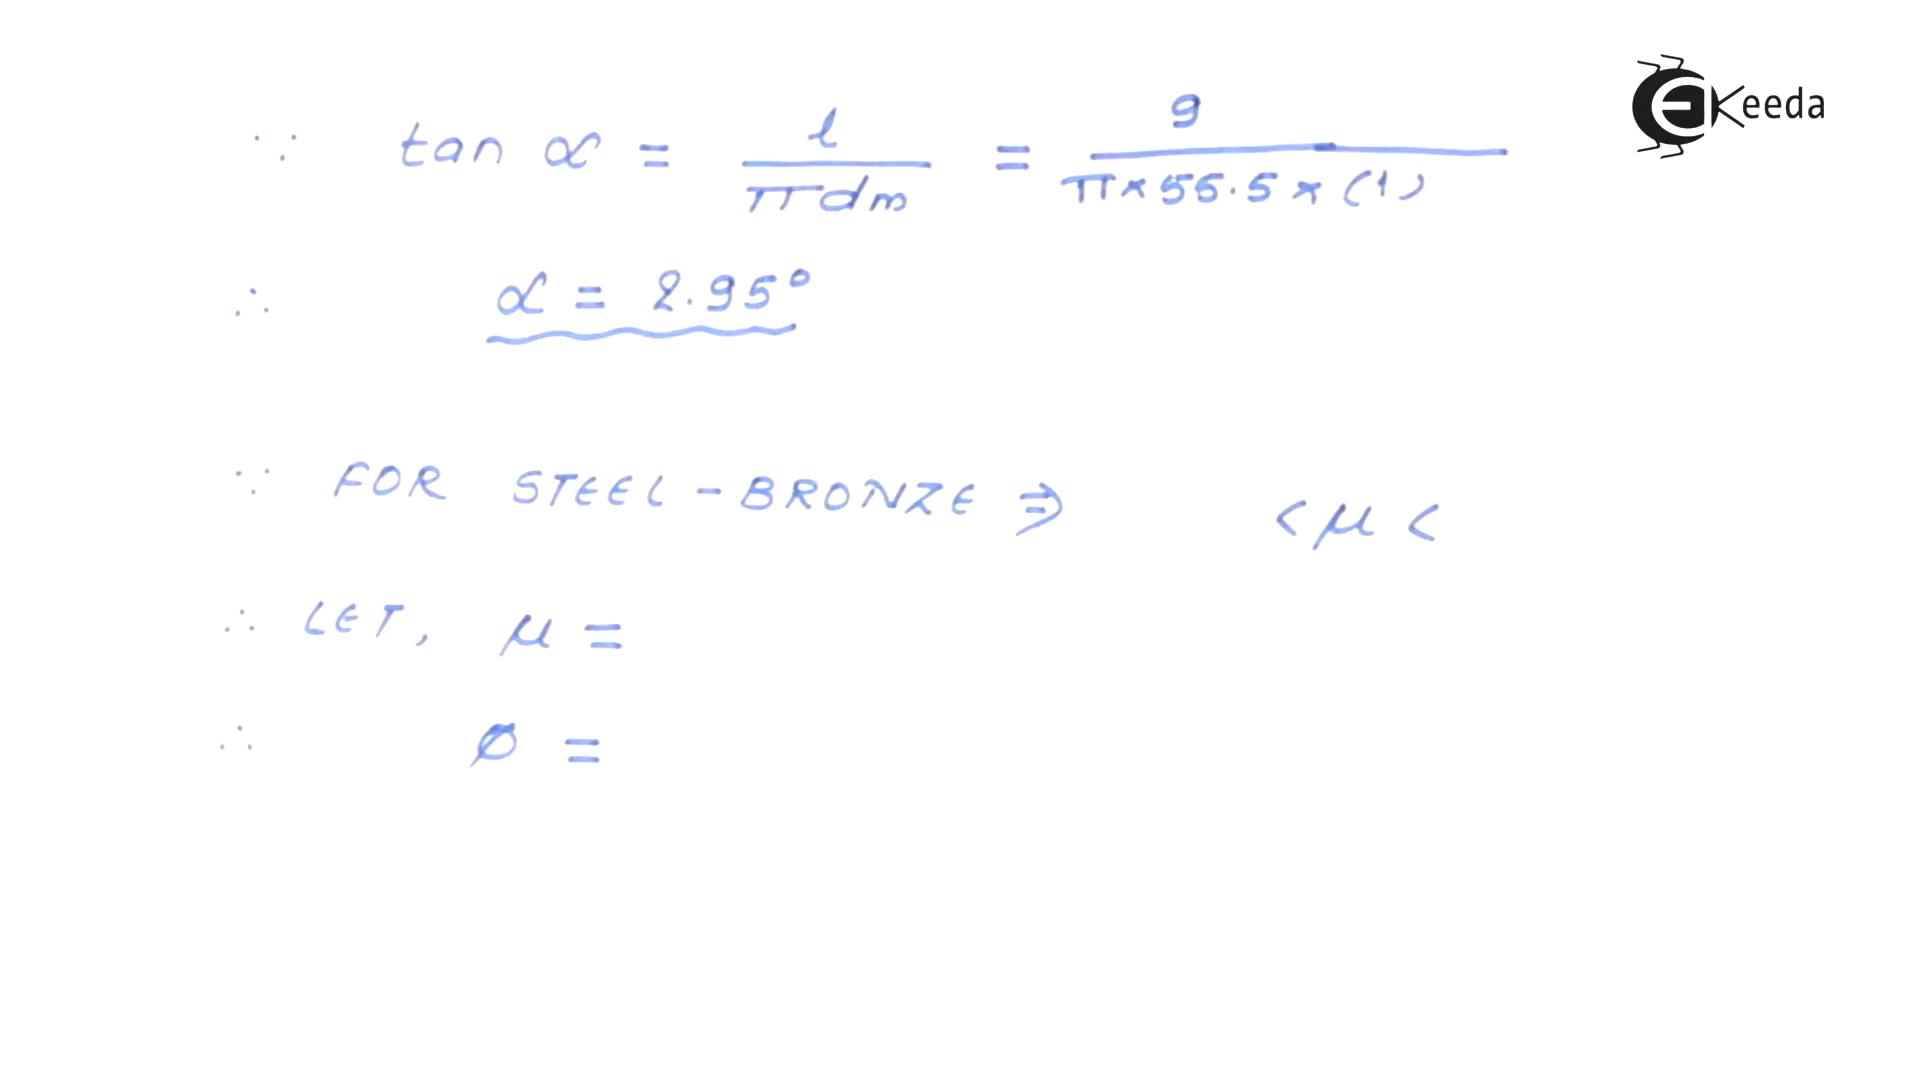 Keeda
∵ tan α = l / πdm = 9 / π×55.5×(1)
∴ α = 2.95°
∵ FOR STEEL-BRONZE ⇒ < μ <
∴ LET, μ =
∴ Ø =